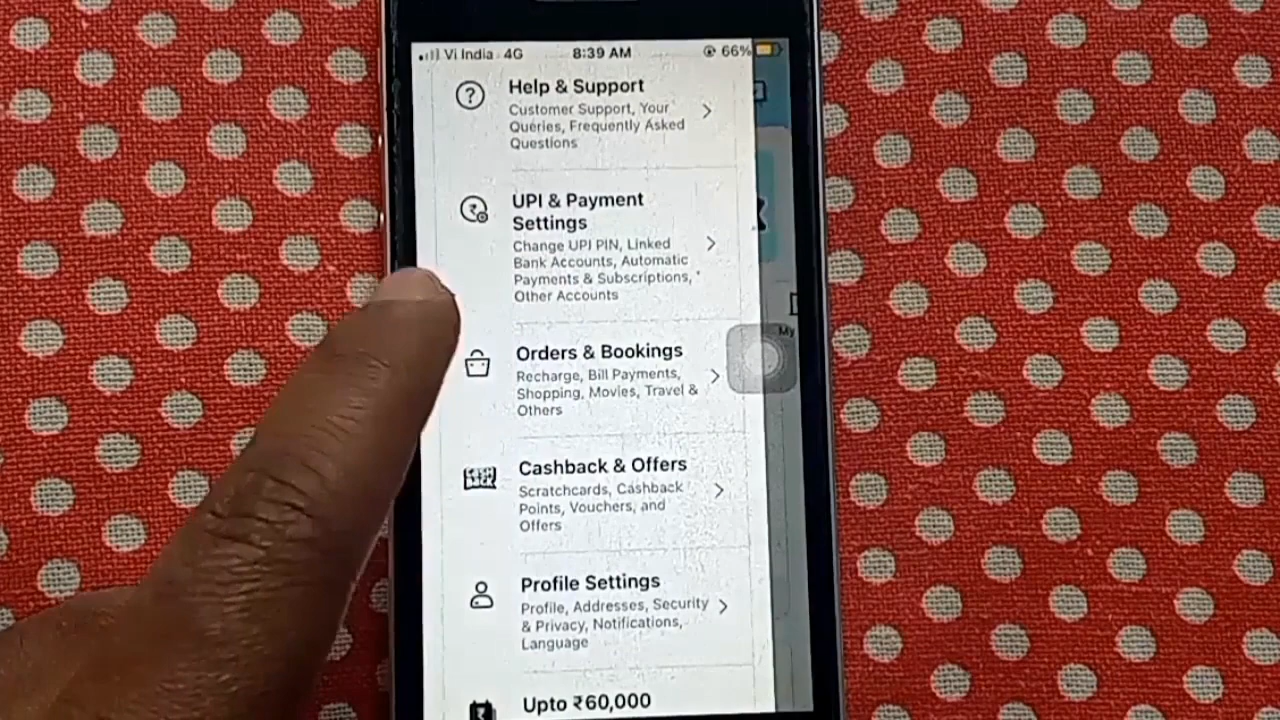 Vi India 4G 8:39 AM 66%
Help & Support
Customer Support, Your
Queries, Frequently Asked
Questions
UPI & Payment
Settings
Change UPI PIN, Linked
Bank Accounts, Automatic
Payments & Subscriptions,
Other Accounts
My
Orders & Bookings
Recharge, Bill Payments,
Shopping, Movies, Travel &
Others
CASH BACK
Cashback & Offers
Scratchcards, Cashback
Points, Vouchers, and
Offers
Profile Settings
Profile, Addresses, Security
& Privacy, Notifications,
Language
Upto ₹60,000